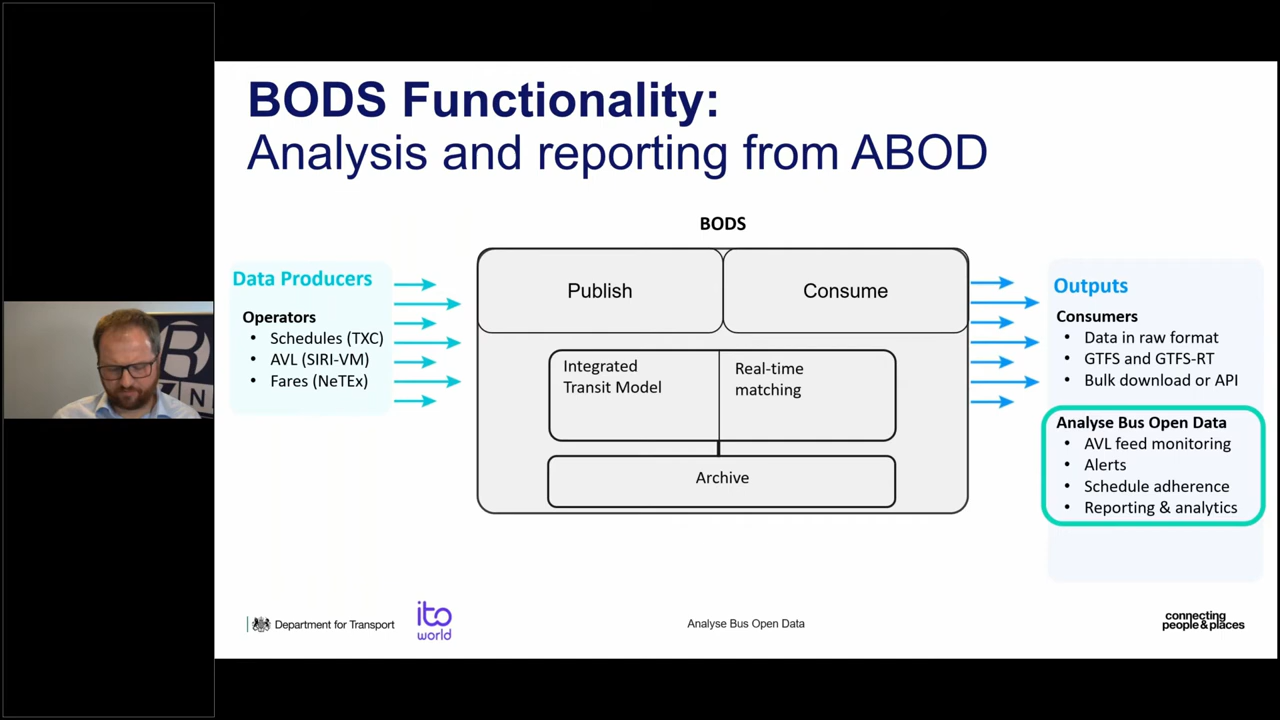 BODS Functionality:
Analysis and reporting from ABOD
BODS
Data Producers
Operators
• Schedules (TXC)
• AVL (SIRI-VM)
• Fares (NeTEx)
Publish
Consume
Integrated
Transit Model
Real-time
matching
Archive
Outputs
Consumers
• Data in raw format
• GTFS and GTFS-RT
• Bulk download or API
Analyse Bus Open Data
• AVL feed monitoring
• Alerts
• Schedule adherence
• Reporting & analytics
R
N
Department for Transport
ito
world
Analyse Bus Open Data
connecting
people&places